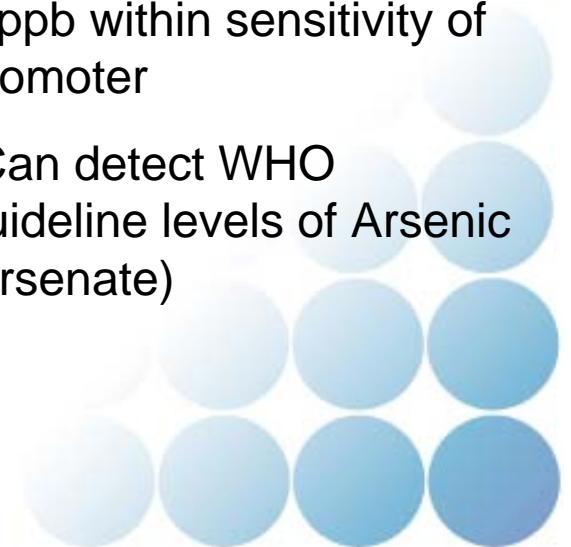 ppb within sensitivity of
omoter
Can detect WHO
uideline levels of Arsenic
rsenate)